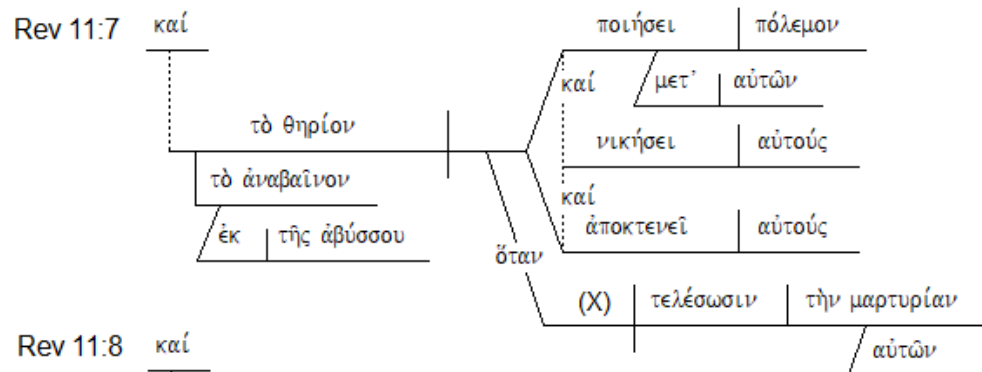 Rev 11:7 καί
ποιήσει πόλεμον
καί μετ’ αὐτῶν
τὸ θηρίον
νικήσει αὐτούς
τὸ ἀναβαῖνον
καί
ἐκ τῆς ἀβύσσου
ἀποκτενεῖ αὐτούς
ὅταν
(X) τελέσωσιν τὴν μαρτυρίαν
Rev 11:8 καί
αὐτῶν